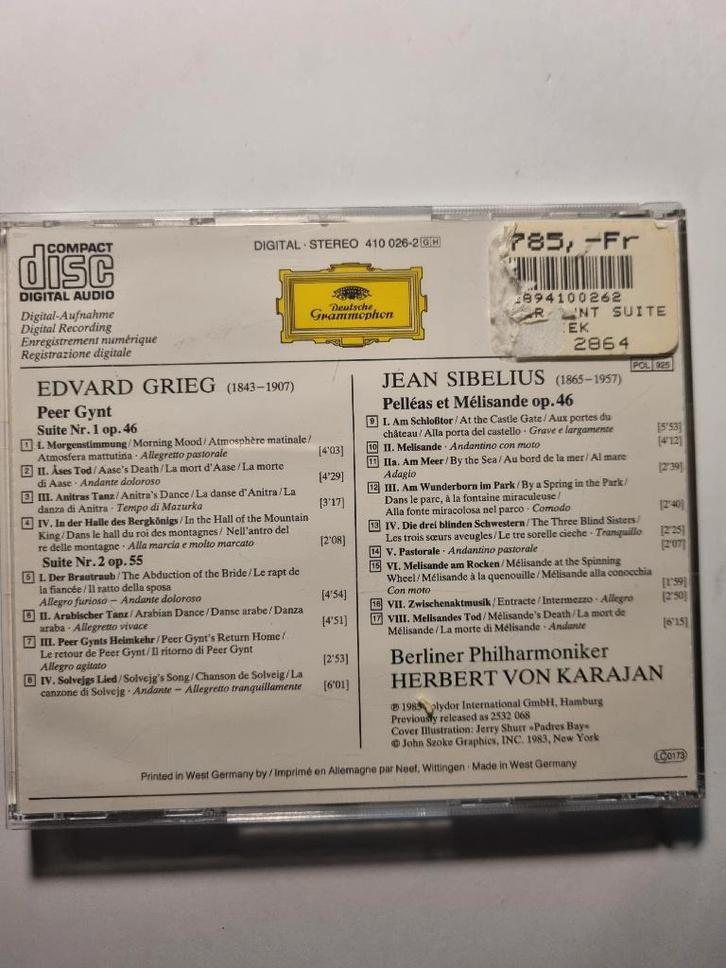 COMPACT
disc
DIGITAL AUDIO
DIGITAL · STEREO 410 026-2 GH
Deutsche
Grammophon
785,-Fr
894100262
NT SUITE
EK
2864
Digital-Aufnahme
Digital Recording
Enregistrement numérique
Registrazione digitale
POL 925
EDVARD GRIEG (1843–1907)
Peer Gynt
Suite Nr. 1 op. 46
1 I. Morgenstimmung / Morning Mood / Atmosphère matinale /
Atmosfera mattutina · Allegretto pastorale [4'03]
2 II. Åses Tod / Aase's Death / La mort d'Aase / La morte
di Aase · Andante doloroso [4'29]
3 III. Anitras Tanz / Anitra's Dance / La danse d'Anitra / La
danza di Anitra · Tempo di Mazurka [3'17]
4 IV. In der Halle des Bergkönigs / In the Hall of the Mountain
King / Dans le hall du roi des montagnes / Nell'antro del
re delle montagne · Alla marcia e molto marcato [2'08]
Suite Nr. 2 op. 55
5 I. Der Brautraub / The Abduction of the Bride / Le rapt de
la fiancée / Il ratto della sposa
Allegro furioso – Andante doloroso [4'54]
6 II. Arabischer Tanz / Arabian Dance / Danse arabe / Danza
araba · Allegretto vivace [4'51]
7 III. Peer Gynts Heimkehr / Peer Gynt's Return Home /
Le retour de Peer Gynt / Il ritorno di Peer Gynt
Allegro agitato [2'53]
8 IV. Solvejgs Lied / Solvejg's Song / Chanson de Solveig / La
canzone di Solvejg · Andante – Allegretto tranquillamente [6'01]
JEAN SIBELIUS (1865–1957)
Pelléas et Mélisande op. 46
9 I. Am Schloßtor / At the Castle Gate / Aux portes du
château / Alla porta del castello · Grave e largamente [5'53]
10 II. Melisande · Andantino con moto [4'12]
11 IIa. Am Meer / By the Sea / Au bord de la mer / Al mare
Adagio [2'39]
12 III. Am Wunderborn im Park / By a Spring in the Park /
Dans le parc, à la fontaine miraculeuse /
Alla fonte miracolosa nel parco · Comodo [2'40]
13 IV. Die drei blinden Schwestern / The Three Blind Sisters /
Les trois sœurs aveugles / Le tre sorelle cieche · Tranquillo [2'25]
14 V. Pastorale · Andantino pastorale [2'07]
15 VI. Melisande am Rocken / Mélisande at the Spinning
Wheel / Mélisande à la quenouille / Mélisande alla conocchia
Con moto [1'59]
16 VII. Zwischenaktmusik / Entracte / Intermezzo · Allegro [2'50]
17 VIII. Melisandes Tod / Mélisande's Death / La mort de
Mélisande / La morte di Mélisande · Andante [6'15]
Berliner Philharmoniker
HERBERT VON KARAJAN
℗ 1983 Polydor International GmbH, Hamburg
Previously released as 2532 068
Cover Illustration: Jerry Shurr »Padres Bay«
© John Szoke Graphics, INC. 1983, New York
LC 0173
Printed in West Germany by / Imprimé en Allemagne par Neef, Wittingen · Made in West Germany